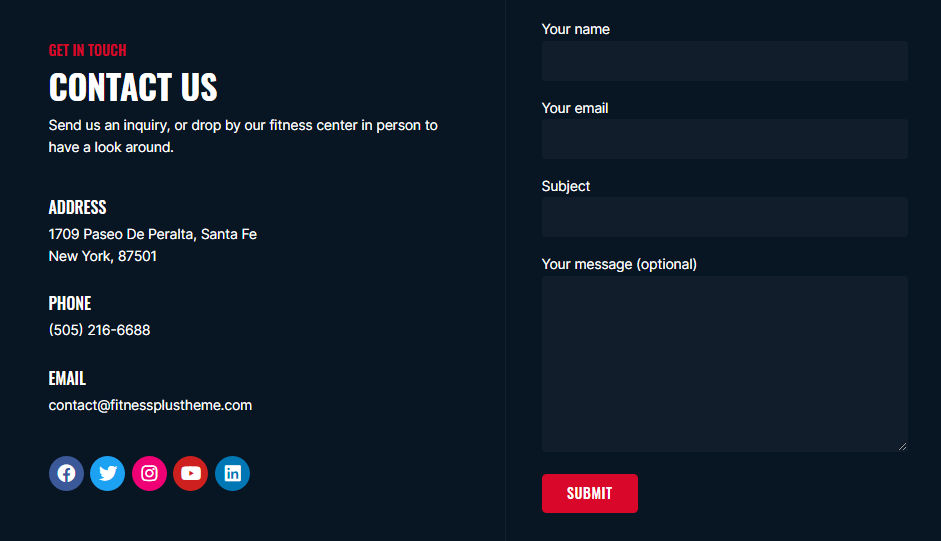 GET IN TOUCH
CONTACT US
Send us an inquiry, or drop by our fitness center in person to
have a look around.
ADDRESS
1709 Paseo De Peralta, Santa Fe
New York, 87501
PHONE
(505) 216-6688
EMAIL
contact@fitnessplustheme.com
Your name
Your email
Subject
Your message (optional)
SUBMIT